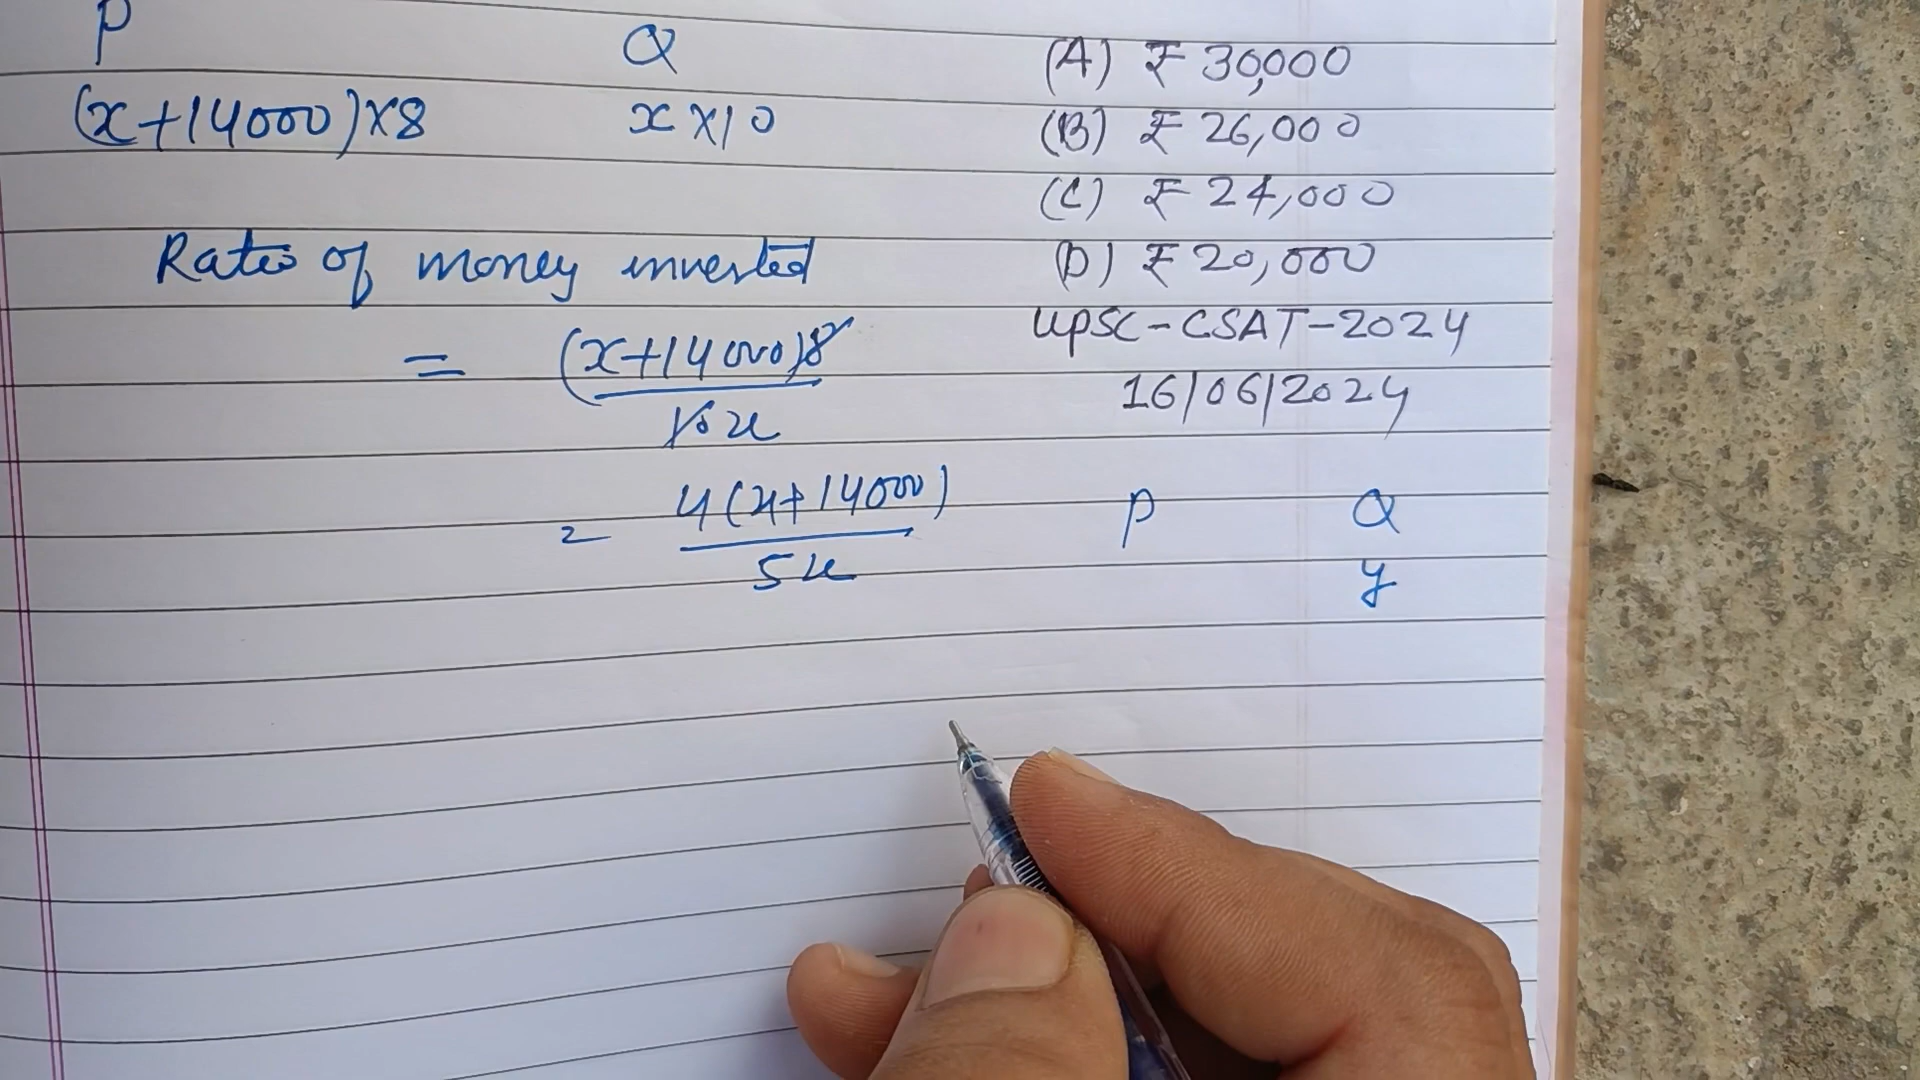 P Q
(x+14000)×8 x×10
Ratio of money invested
= (x+14000)8
10x
= 4(x+14000)
5x
(A) ₹ 30,000
(B) ₹ 26,000
(C) ₹ 24,000
(D) ₹ 20,000
UPSC-CSAT-2024
16/06/2024
P Q
y